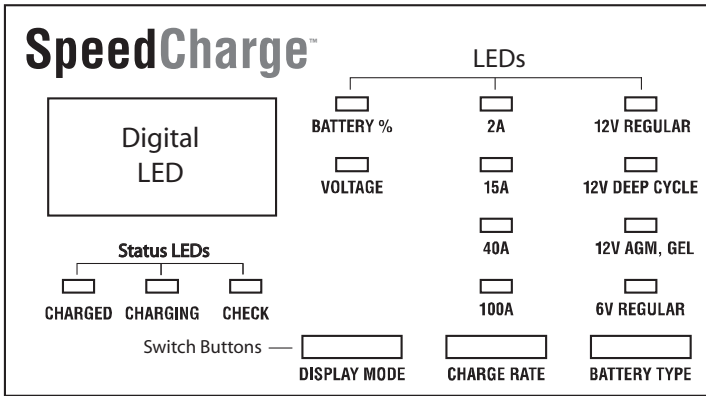 SpeedCharge™
LEDs
Digital
LED
BATTERY %
2A
12V REGULAR
VOLTAGE
15A
12V DEEP CYCLE
40A
12V AGM, GEL
Status LEDs
CHARGED
CHARGING
CHECK
100A
6V REGULAR
Switch Buttons
DISPLAY MODE
CHARGE RATE
BATTERY TYPE